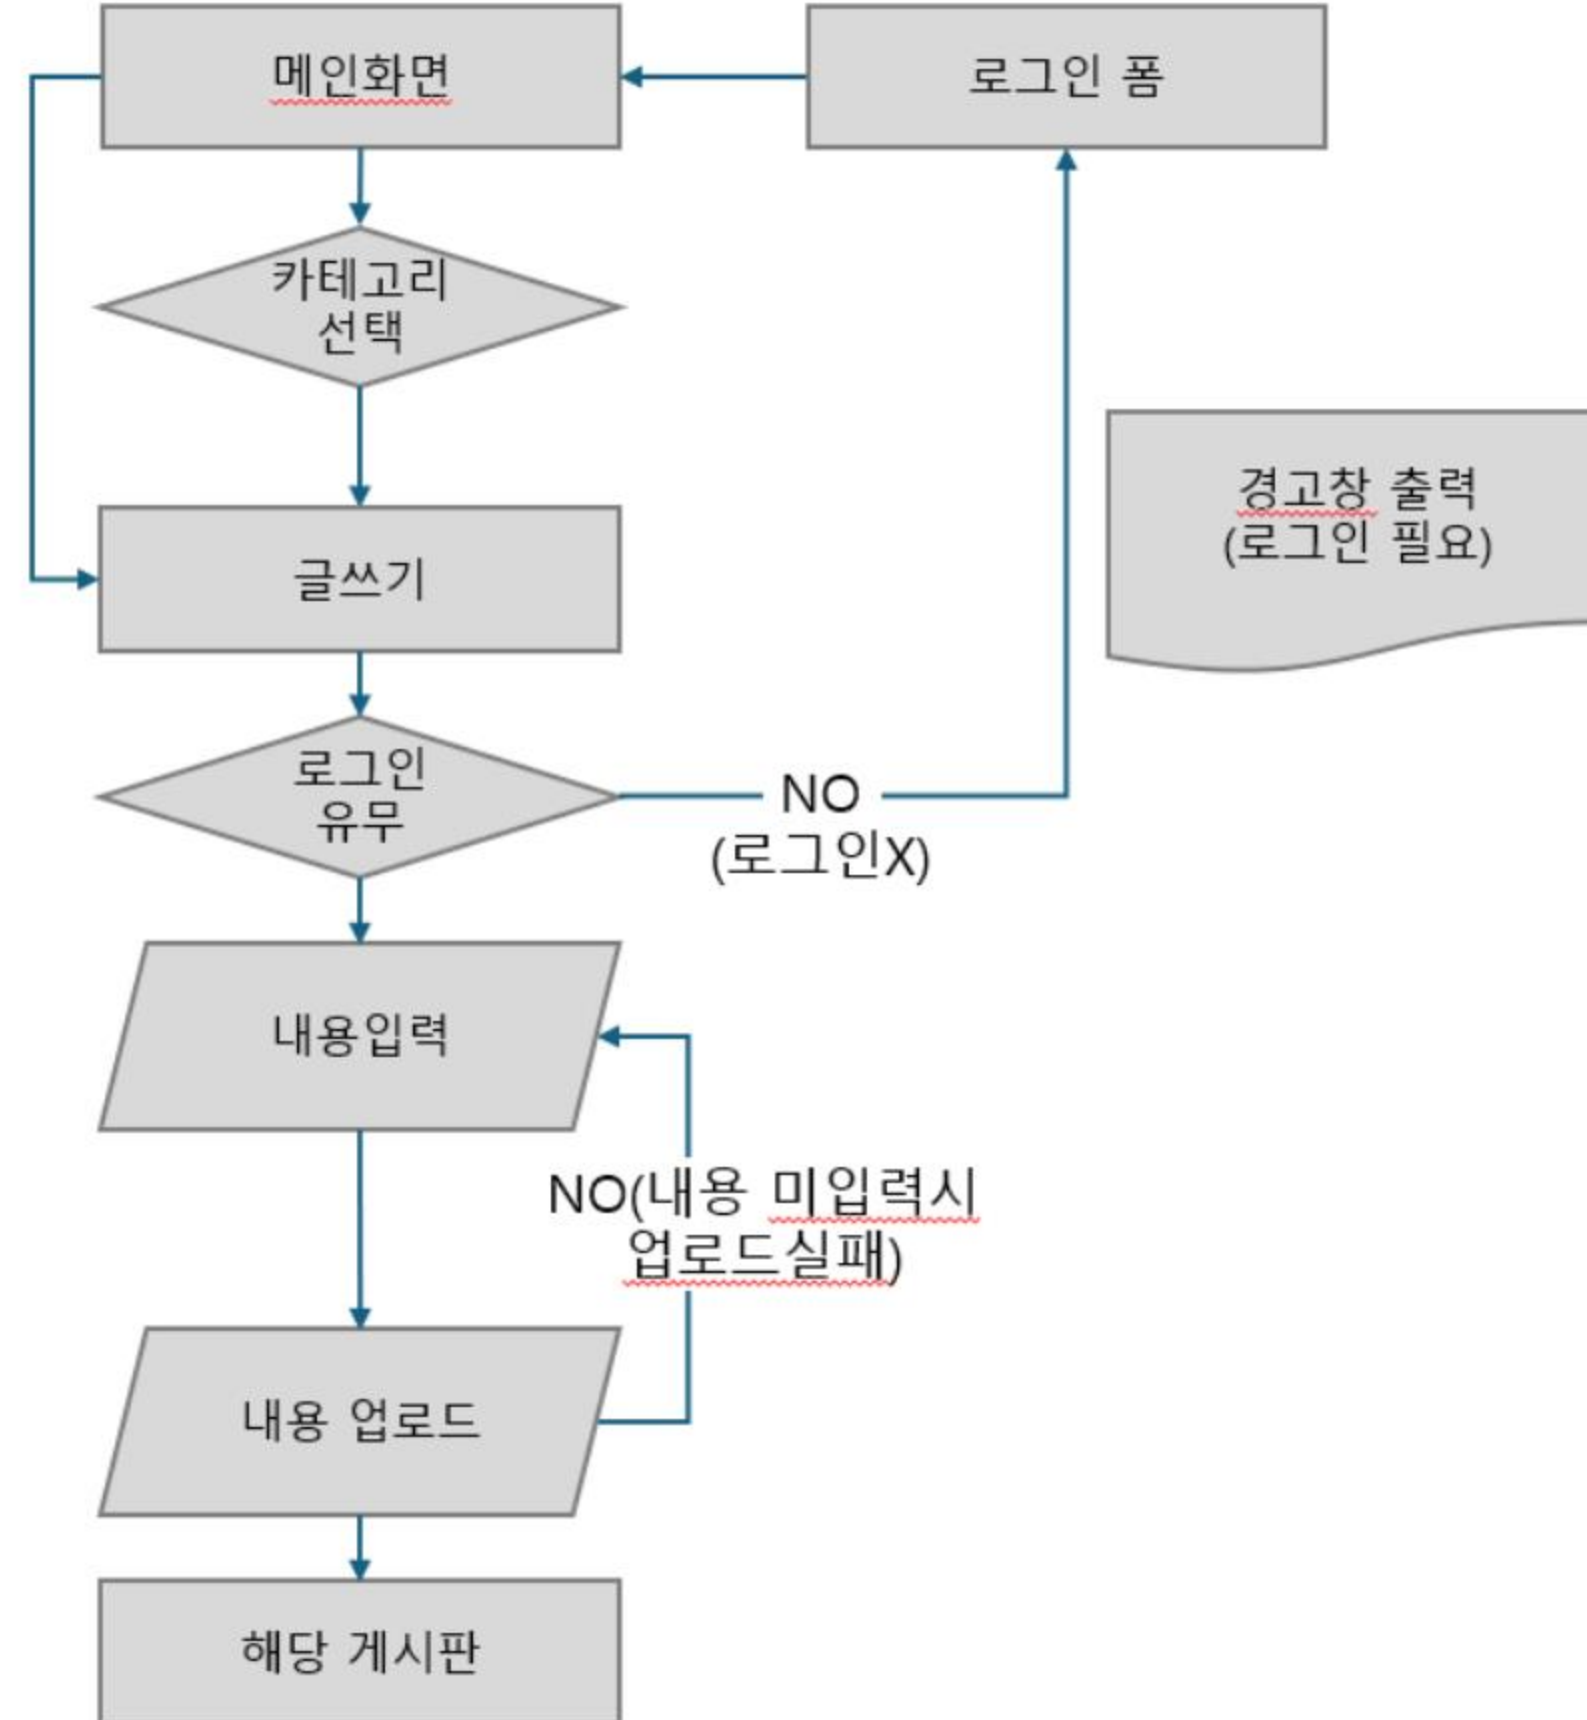 메인화면
로그인 폼
카테고리
선택
경고창 출력
(로그인 필요)
글쓰기
로그인
유무
NO
(로그인X)
내용입력
NO(내용 미입력시
업로드실패)
내용 업로드
해당 게시판